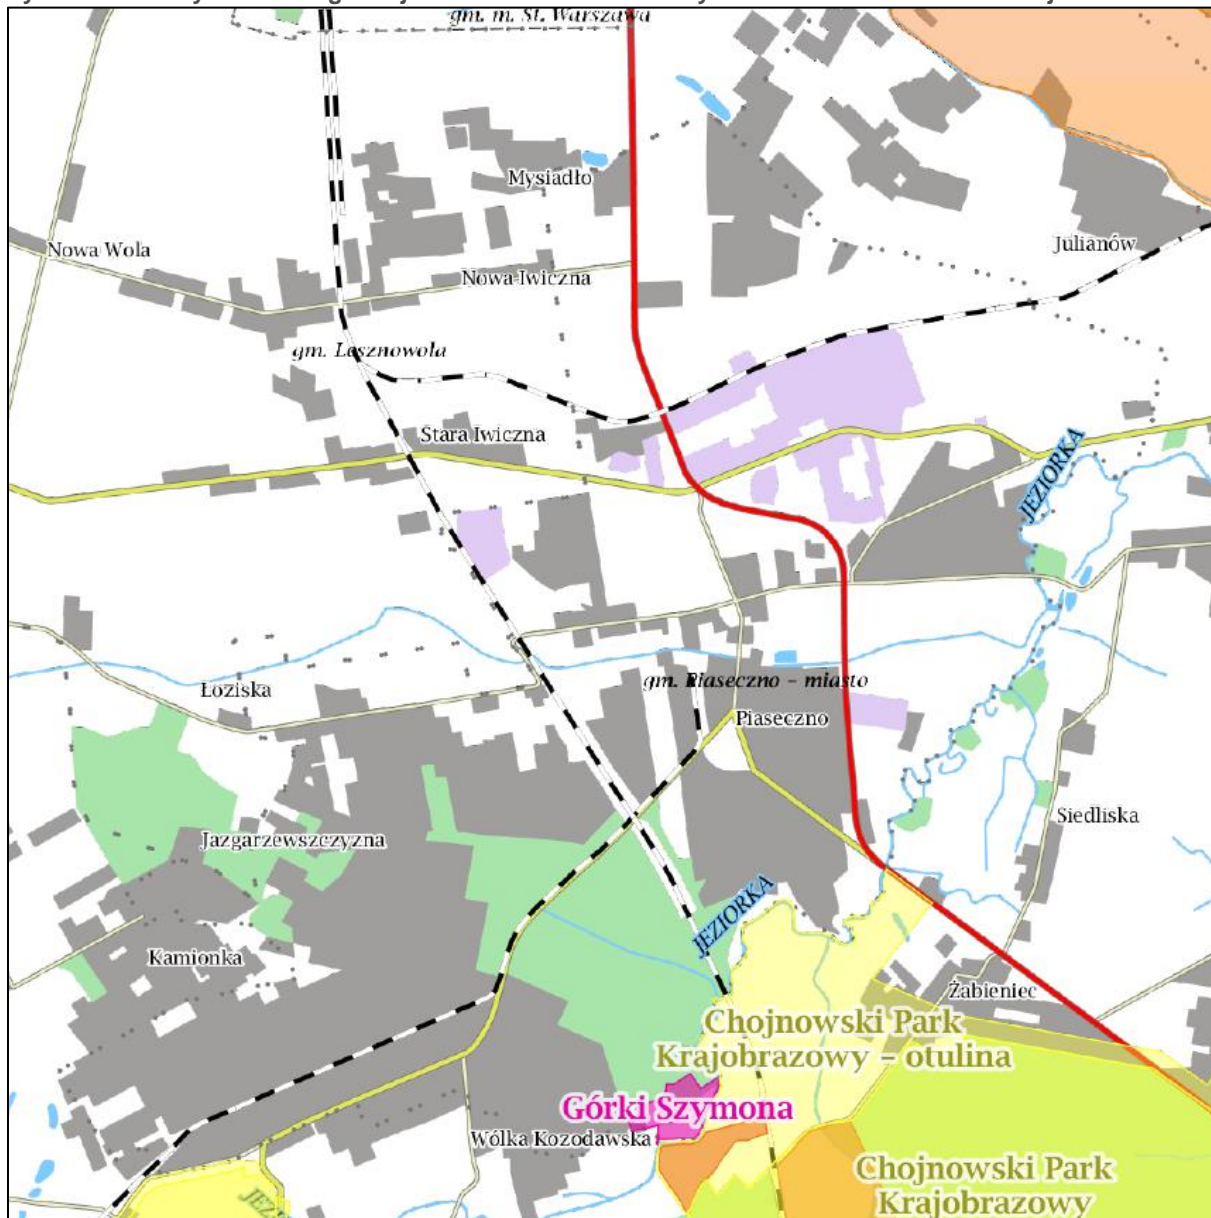 gm. m. St. Warszawa
Mysiadło
Nowa Wola
Julianów
Nowa Iwiczna
gm. Lesznowola
Stara Iwiczna
JEZIORKA
gm. Piaseczno – miasto
Łoziska
Piaseczno
Siedliska
Jazgarzewszczyzna
JEZIORKA
Kamionka
Żabieniec
Chojnowski Park
Krajobrazowy – otulina
Górki Szymona
Wólka Kozodawska
Chojnowski Park
Krajobrazowy